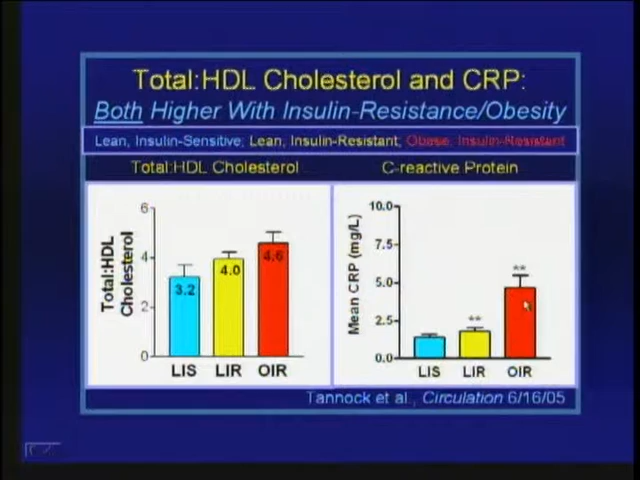 Total:HDL Cholesterol and CRP:
Both Higher With Insulin-Resistance/Obesity
Lean, Insulin-Sensitive; Lean, Insulin-Resistant; Obese, Insulin-Resistant
Total:HDL Cholesterol
C-reactive Protein
6
4
2
0
Total:HDL
Cholesterol
3.2
4.0
4.6
LIS LIR OIR
10.0
7.5
5.0
2.5
0.0
Mean CRP (mg/L)
**
**
LIS LIR OIR
Tannock et al., Circulation 6/16/05